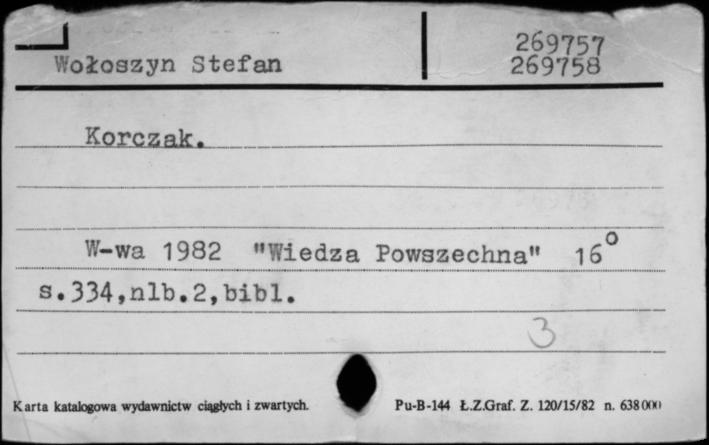 269757
Wołoszyn Stefan 269758
Korczak.
W-wa 1982 "Wiedza Powszechna" 16°
s.334,nlb.2,bibl.
3
Karta katalogowa wydawnictw ciągłych i zwartych. Pu-B-144 Ł.Z.Graf. Z. 120/15/82 n. 638000